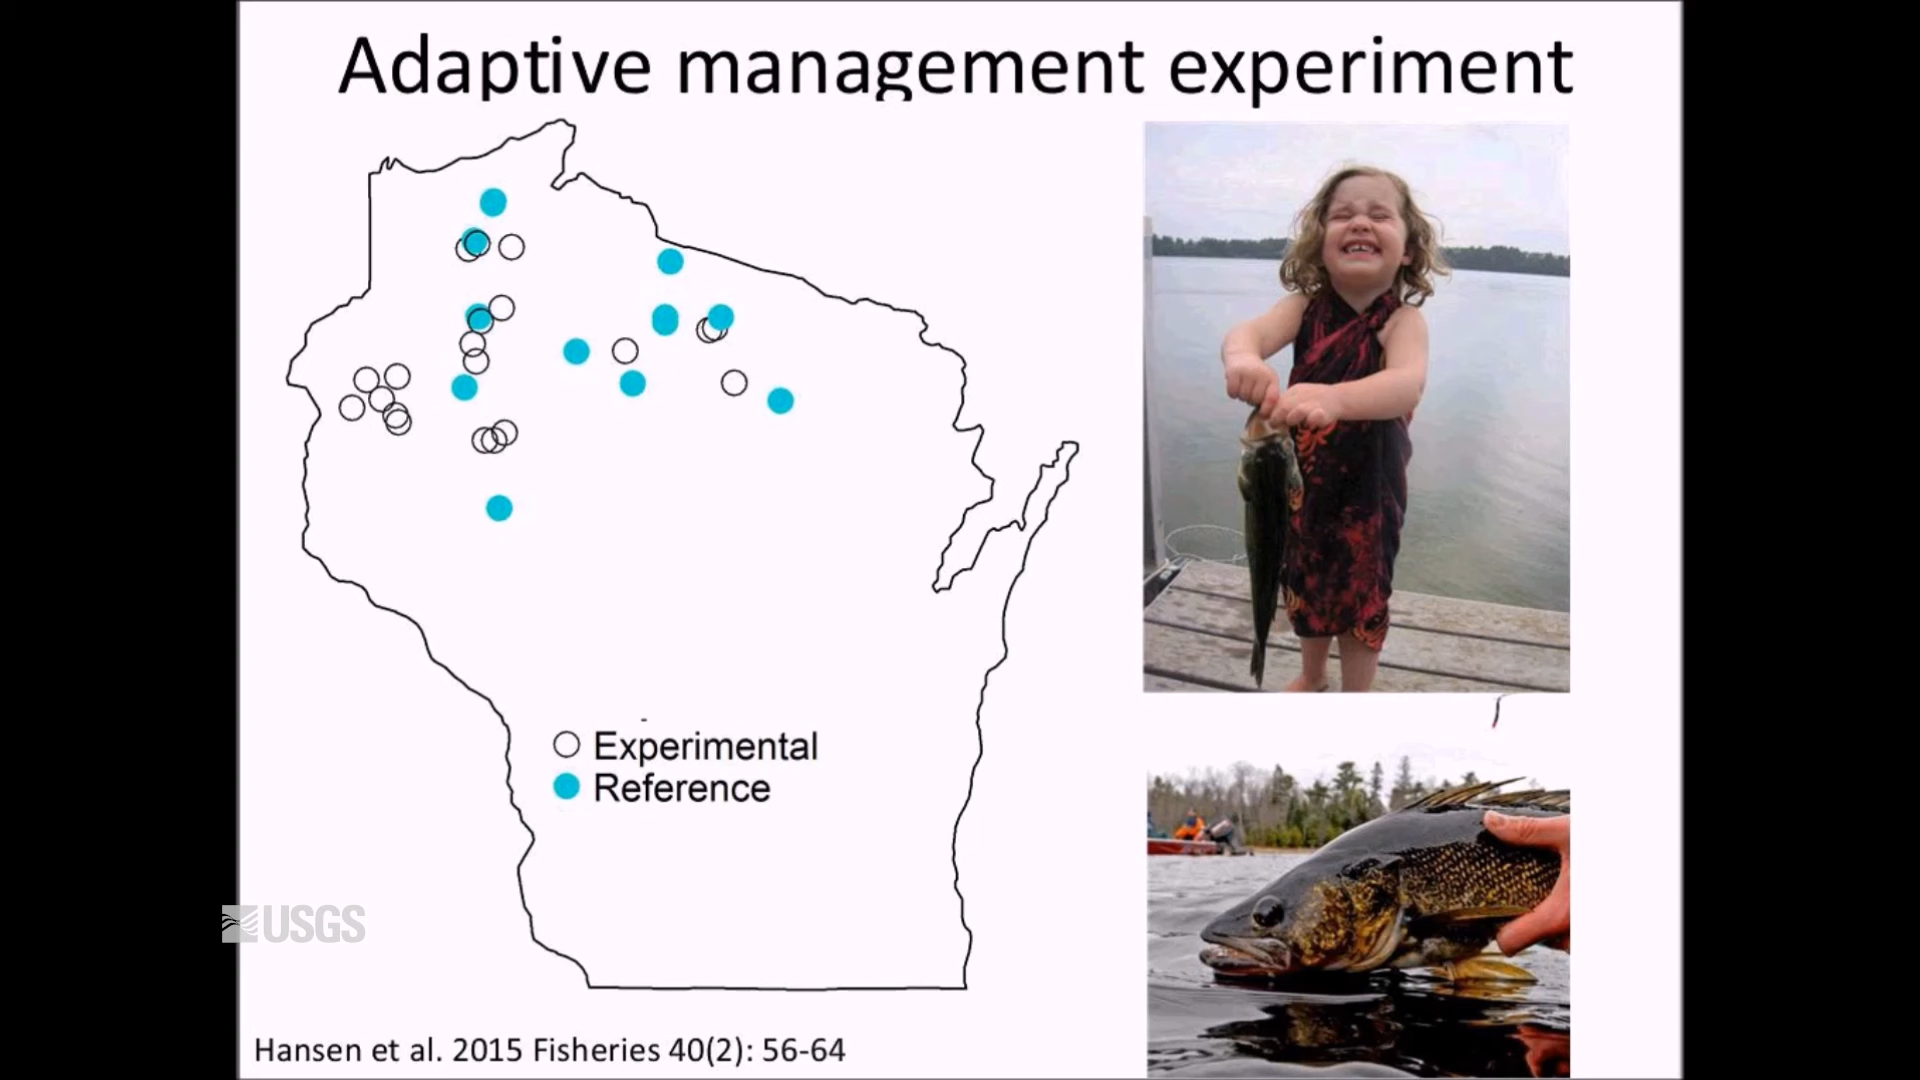 Adaptive management experiment
Experimental
Reference
USGS
Hansen et al. 2015 Fisheries 40(2): 56-64